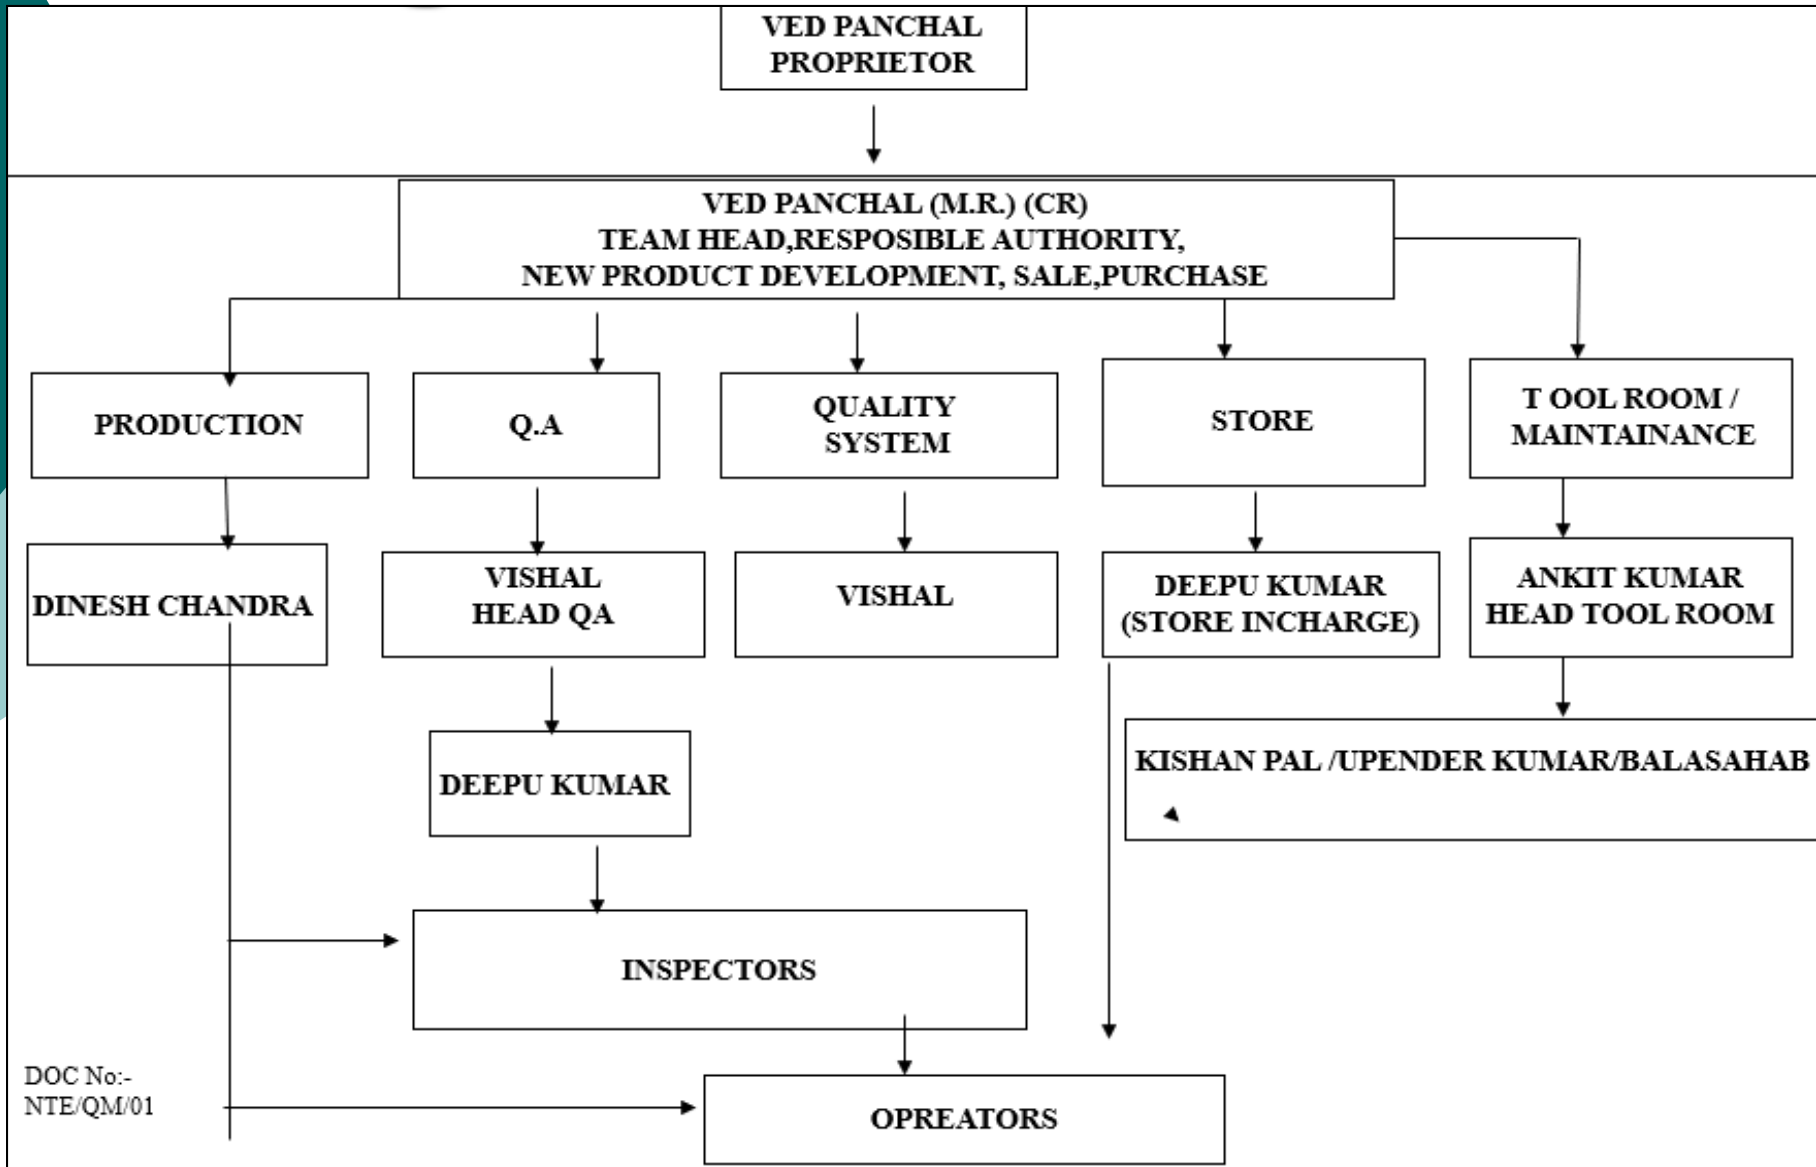 VED PANCHAL
PROPRIETOR
VED PANCHAL (M.R.) (CR)
TEAM HEAD,RESPOSIBLE AUTHORITY,
NEW PRODUCT DEVELOPMENT, SALE,PURCHASE
PRODUCTION
Q.A
QUALITY
SYSTEM
STORE
T OOL ROOM /
MAINTAINANCE
DINESH CHANDRA
VISHAL
HEAD QA
VISHAL
DEEPU KUMAR
(STORE INCHARGE)
ANKIT KUMAR
HEAD TOOL ROOM
DEEPU KUMAR
KISHAN PAL /UPENDER KUMAR/BALASAHAB
INSPECTORS
OPREATORS
DOC No:-
NTE/QM/01